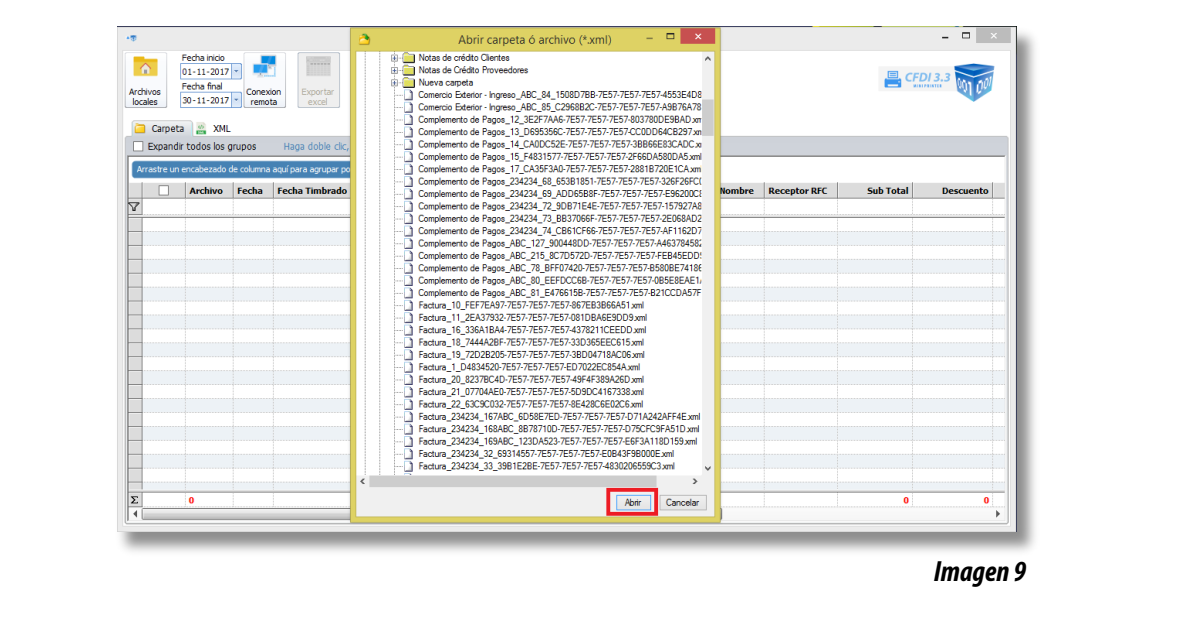 Abrir carpeta ó archivo (*.xml)
Fecha inicio
01-11-2017
Fecha final
30-11-2017
Archivos
locales
Conexion
remota
Exportar
excel
CFDI 3.3
MINIPRINTER
Carpeta
XML
Expandir todos los grupos
Haga doble clic,
Arrastre un encabezado de columna aquí para agrupar po
Archivo
Fecha
Fecha Timbrado
Nombre
Receptor RFC
Sub Total
Descuento
Notas de crédito Clientes
Notas de Crédito Proveedores
Nueva carpeta
Comercio Exterior - Ingreso_ABC_84_1508D7BB-7E57-7E57-7E57-4553E4D8
Comercio Exterior - Ingreso_ABC_85_C2968B2C-7E57-7E57-7E57-A9B76A78
Complemento de Pagos_12_3E2F7AA6-7E57-7E57-7E57-803780DE9BAD.xm
Complemento de Pagos_13_D695356C-7E57-7E57-7E57-CC0DD64CB297.xm
Complemento de Pagos_14_CA0DC52E-7E57-7E57-7E57-3BB66E83CADC.x
Complemento de Pagos_15_F4831577-7E57-7E57-7E57-2F66DA580DA5.xml
Complemento de Pagos_17_CA35F3A0-7E57-7E57-7E57-2881B720E1CA.xm
Complemento de Pagos_234234_68_653B1851-7E57-7E57-7E57-326F26FC
Complemento de Pagos_234234_69_ADD65B8F-7E57-7E57-7E57-E96200C
Complemento de Pagos_234234_72_9DB71E4E-7E57-7E57-7E57-157927A8
Complemento de Pagos_234234_73_BB37066F-7E57-7E57-7E57-2E068AD2
Complemento de Pagos_234234_74_CB61CF66-7E57-7E57-7E57-AF1162D7
Complemento de Pagos_ABC_127_900448DD-7E57-7E57-7E57-A46378458
Complemento de Pagos_ABC_215_8C7D572D-7E57-7E57-7E57-FEB45EDD
Complemento de Pagos_ABC_78_BFF07420-7E57-7E57-7E57-B580BE7418
Complemento de Pagos_ABC_80_EEFDCC6B-7E57-7E57-7E57-0B5E8EAE1
Complemento de Pagos_ABC_81_E476615B-7E57-7E57-7E57-B21CCDA57F
Factura_10_FEF7EA97-7E57-7E57-7E57-867EB3B66A51.xml
Factura_11_2EA37932-7E57-7E57-7E57-081DBA6E9DD9.xml
Factura_16_336A1BA4-7E57-7E57-7E57-4378211CEEDD.xml
Factura_18_7444A2BF-7E57-7E57-7E57-33D365EEC615.xml
Factura_19_72D2B205-7E57-7E57-7E57-3BD04718AC06.xml
Factura_1_D4834520-7E57-7E57-7E57-ED7022EC854A.xml
Factura_20_8237BC4D-7E57-7E57-7E57-49F4F389A26D.xml
Factura_21_07704AE0-7E57-7E57-7E57-5D9DC4167338.xml
Factura_22_63C9C032-7E57-7E57-7E57-8E428C6E02C6.xml
Factura_234234_167ABC_6D58E7ED-7E57-7E57-7E57-D71A242AFF4E.xml
Factura_234234_168ABC_8B78710D-7E57-7E57-7E57-D75CFC9FA51D.xml
Factura_234234_169ABC_123DA523-7E57-7E57-7E57-E6F3A118D159.xml
Factura_234234_32_69314557-7E57-7E57-7E57-E0B43F9B000E.xml
Factura_234234_33_39B1E2BE-7E57-7E57-7E57-4830206559C3.xml
Abrir
Cancelar
Σ
0
0
0
Imagen 9